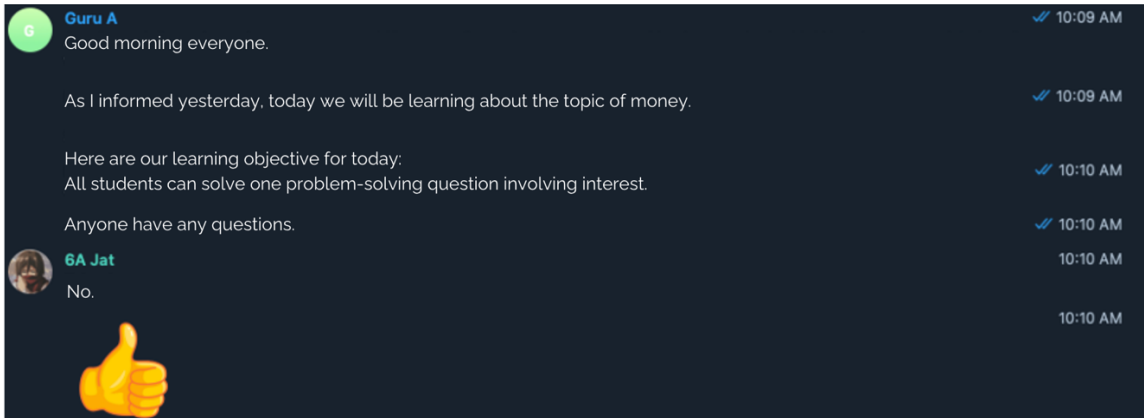 G
Guru A
10:09 AM
Good morning everyone.
As I informed yesterday, today we will be learning about the topic of money.
10:09 AM
Here are our learning objective for today:
All students can solve one problem-solving question involving interest.
10:10 AM
Anyone have any questions.
10:10 AM
6A Jat
10:10 AM
No.
10:10 AM